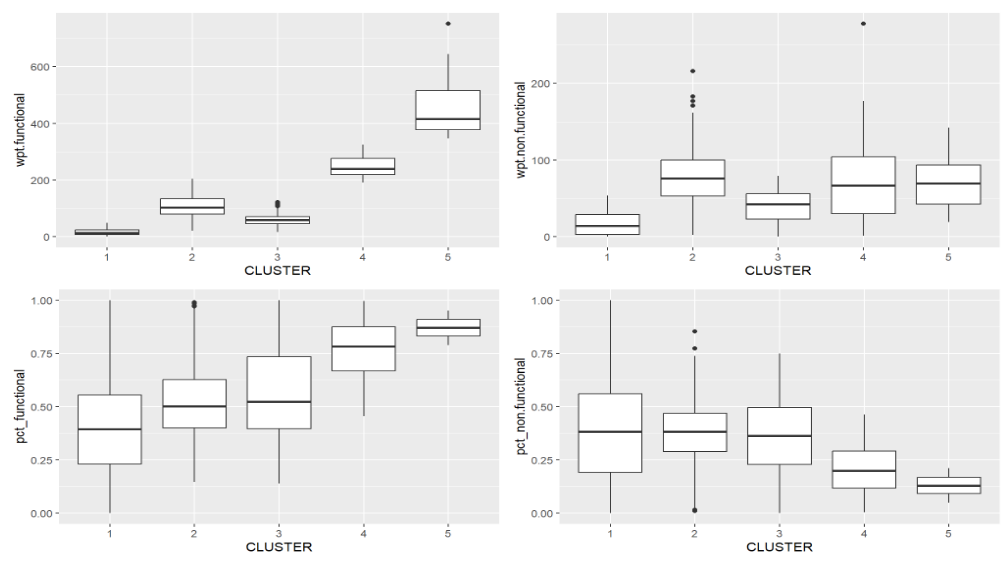 wpt.functional
600
400
200
0
1 2 3 4 5
CLUSTER
wpt.non.functional
200
100
0
1 2 3 4 5
CLUSTER
pct_functional
1.00
0.75
0.50
0.25
0.00
1 2 3 4 5
CLUSTER
pct_non.functional
1.00
0.75
0.50
0.25
0.00
1 2 3 4 5
CLUSTER